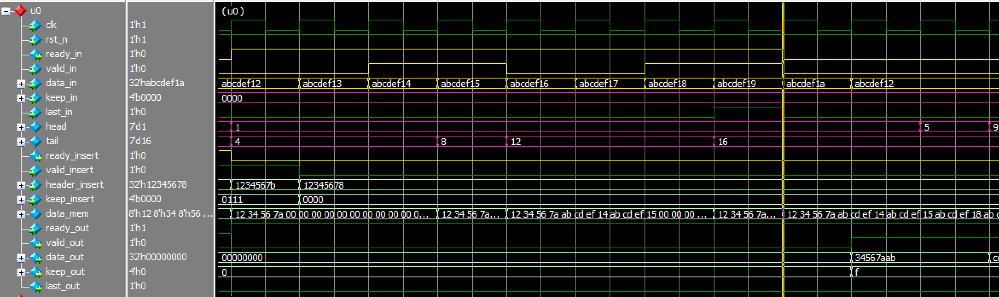 u0 (u0)
clk 1'h1
rst_n 1'h1
ready_in 1'h0
valid_in 1'h0
data_in 32'habcdef1a abcdef12 abcdef13 abcdef14 abcdef15 abcdef16 abcdef17 abcdef18 abcdef19 abcdef1a abcdef12
keep_in 4'b0000 0000
last_in 1'h0
head 7'd1 1 5 9
tail 7'd16 4 8 12 16
ready_insert 1'h0
valid_insert 1'h0
header_insert 32'h12345678 1234567b 12345678
keep_insert 4'b0000 0111 0000
data_mem 8'h12 8'h34 8'h56 ... 12 34 56 7a 00 00 00 00 00 00 00 00 00 00 0... 12 34 56 7a... 12 34 56 7a ab cd ef 14 ab cd ef 15 00 00 00 ... 12 34 56 7a... 12 34 56 7a ab cd ef 14 ab cd ef 15 ab cd ef 18 ab
ready_out 1'h1
valid_out 1'h0
data_out 32'h00000000 00000000 34567aab
keep_out 4'h0 0 f
last_out 1'h0